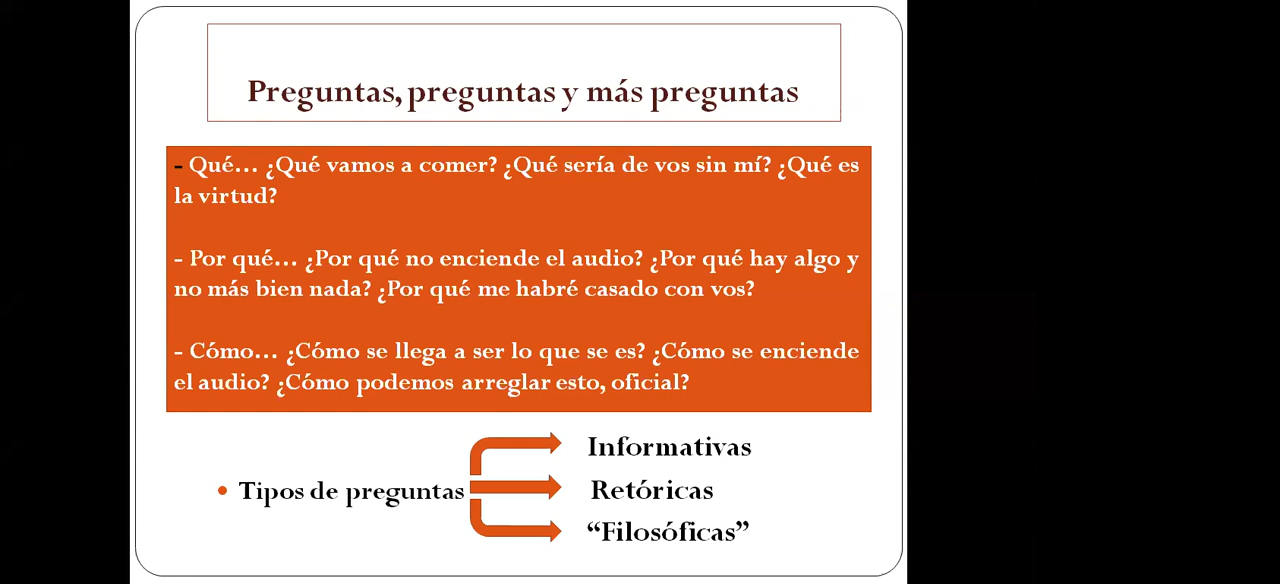 Preguntas, preguntas y más preguntas
- Qué... ¿Qué vamos a comer? ¿Qué sería de vos sin mí? ¿Qué es
la virtud?
- Por qué... ¿Por qué no enciende el audio? ¿Por qué hay algo y
no más bien nada? ¿Por qué me habré casado con vos?
- Cómo... ¿Cómo se llega a ser lo que se es? ¿Cómo se enciende
el audio? ¿Cómo podemos arreglar esto, oficial?
Informativas
• Tipos de preguntas
Retóricas
“Filosóficas”